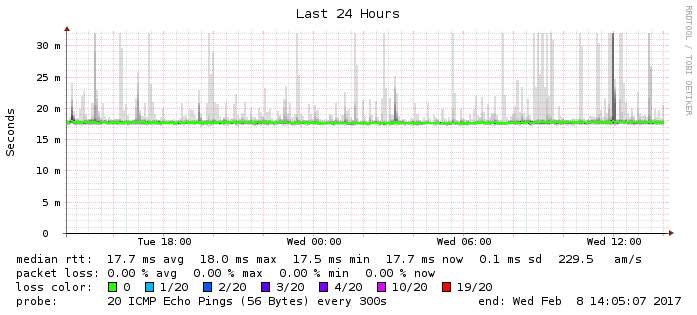 Last 24 Hours
RRDTOOL / TOBI OETIKER
Seconds
30 m
25 m
20 m
15 m
10 m
5 m
0
Tue 18:00 Wed 00:00 Wed 06:00 Wed 12:00
median rtt: 17.7 ms avg 18.0 ms max 17.5 ms min 17.7 ms now 0.1 ms sd 229.5 am/s
packet loss: 0.00 % avg 0.00 % max 0.00 % min 0.00 % now
loss color: 0 1/20 2/20 3/20 4/20 10/20 19/20
probe: 20 ICMP Echo Pings (56 Bytes) every 300s end: Wed Feb 8 14:05:07 2017